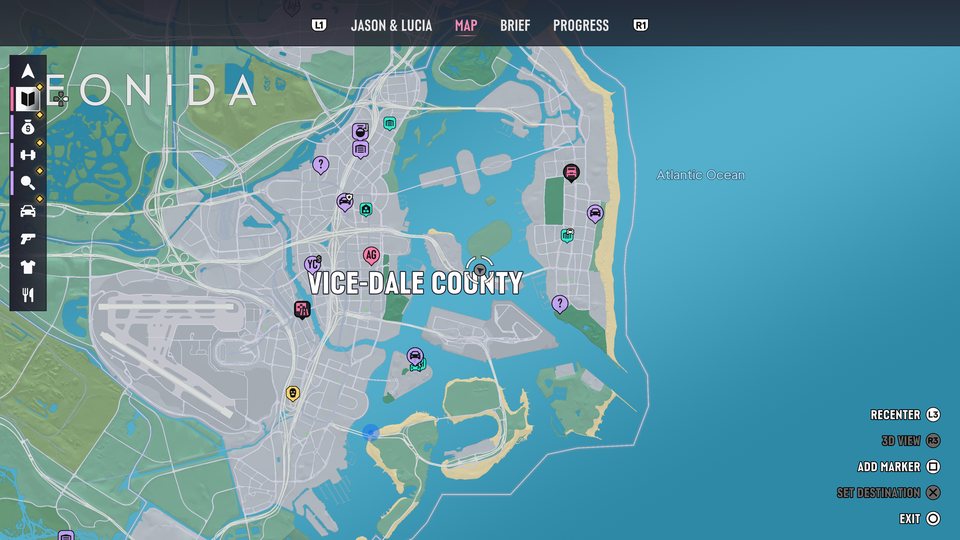 L1 JASON & LUCIA MAP BRIEF PROGRESS R1
EONIDA
Atlantic Ocean
?
YC
AG
VICE-DALE COUNTY
?
RECENTER L3
3D VIEW R3
ADD MARKER
SET DESTINATION
EXIT